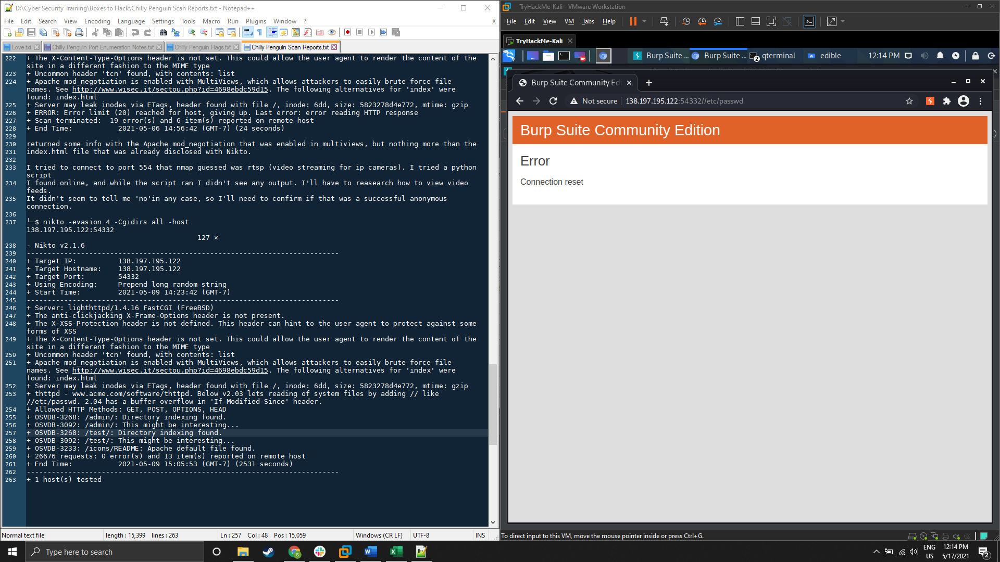 D:\Cyber Security Training\Boxes to Hack\Chilly Penguin Scan Reports.txt - Notepad++
File Edit Search View Encoding Language Settings Tools Macro Run Plugins Window ? X
Love.txt Chilly Penguin Port Enumeration Notes.txt Chilly Penguin Flags.txt Chilly Penguin Scan Reports.txt
222 + The X-Content-Type-Options header is not set. This could allow the user agent to render the content of the
site in a different fashion to the MIME type
223 + Uncommon header 'tcn' found, with contents: list
224 + Apache mod_negotiation is enabled with MultiViews, which allows attackers to easily brute force file
names. See http://www.wisec.it/sectou.php?id=4698ebdc59d15. The following alternatives for 'index' were
found: index.html
225 + Server may leak inodes via ETags, header found with file /, inode: 6dd, size: 5823278d4e772, mtime: gzip
226 + ERROR: Error limit (20) reached for host, giving up. Last error: error reading HTTP response
227 + Scan terminated:  19 error(s) and 6 item(s) reported on remote host
228 + End Time:           2021-05-06 14:56:42 (GMT-7) (24 seconds)
229
230 returned some info with the Apache mod_negotiation that was enabled in multiviews, but nothing more than the
231 index.html file that was already disclosed with Nikto.
232
233 I tried to connect to port 554 that nmap guessed was rtsp (video streaming for ip cameras). I tried a python
script
234 I found online, and while the script ran I didn't see any output. I'll have to reasearch how to view video
feeds.
235 It didn't seem to tell me 'no'in any case, so I'll need to confirm if that was a successful anonymous
connection.
236
237 └─$ nikto -evasion 4 -Cgidirs all -host
138.197.195.122:54332
127 ×
238 - Nikto v2.1.6
239 ---------------------------------------------------------------------------
240 + Target IP:          138.197.195.122
241 + Target Hostname:    138.197.195.122
242 + Target Port:        54332
243 + Using Encoding:     Prepend long random string
244 + Start Time:         2021-05-09 14:23:42 (GMT-7)
245 ---------------------------------------------------------------------------
246 + Server: lighthttpd/1.4.16 FastCGI (FreeBSD)
247 + The anti-clickjacking X-Frame-Options header is not present.
248 + The X-XSS-Protection header is not defined. This header can hint to the user agent to protect against some
forms of XSS
249 + The X-Content-Type-Options header is not set. This could allow the user agent to render the content of the
site in a different fashion to the MIME type
250 + Uncommon header 'tcn' found, with contents: list
251 + Apache mod_negotiation is enabled with MultiViews, which allows attackers to easily brute force file
names. See http://www.wisec.it/sectou.php?id=4698ebdc59d15. The following alternatives for 'index' were
found: index.html
252 + Server may leak inodes via ETags, header found with file /, inode: 6dd, size: 5823278d4e772, mtime: gzip
253 + thttpd - www.acme.com/software/thttpd. Below v2.03 lets reading of system files by adding // like
//etc/passwd. 2.04 has a buffer overflow in 'If-Modified-Since' header.
254 + Allowed HTTP Methods: GET, POST, OPTIONS, HEAD
255 + OSVDB-3268: /admin/: Directory indexing found.
256 + OSVDB-3092: /admin/: This might be interesting...
257 + OSVDB-3268: /test/: Directory indexing found.
258 + OSVDB-3092: /test/: This might be interesting...
259 + OSVDB-3233: /icons/README: Apache default file found.
260 + 26676 requests: 0 error(s) and 13 item(s) reported on remote host
261 + End Time:           2021-05-09 15:05:53 (GMT-7) (2531 seconds)
262 ---------------------------------------------------------------------------
263 + 1 host(s) tested
Normal text file length : 15,399 lines : 263 Ln : 257 Col : 48 Pos : 15,059 Windows (CR LF) UTF-8 INS
TryHackMe-Kali - VMware Workstation
File Edit View VM Tabs Help
TryHackMe-Kali
Burp Suite ... Burp Suite ... 2 qterminal edible 12:14 PM
Burp Suite Community Edi
Not secure 138.197.195.122:54332//etc/passwd
Burp Suite Community Edition
Error
Connection reset
To direct input to this VM, move the mouse pointer inside or press Ctrl+G.
Type here to search
ENG
US
12:14 PM
5/17/2021
2